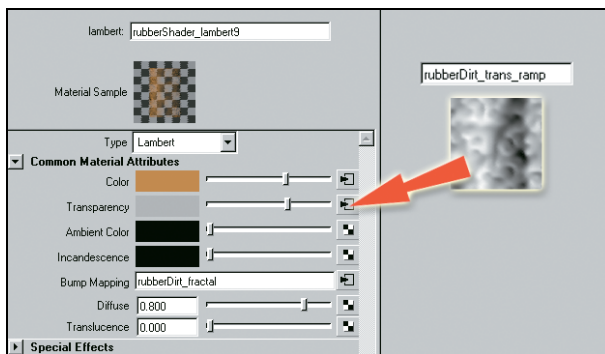 lambert: rubberShader_lambert9
rubberDirt_trans_ramp
Material Sample
Type Lambert
Common Material Attributes
Color
Transparency
Ambient Color
Incandescence
Bump Mapping rubberDirt_fractal
Diffuse 0.800
Translucence 0.000
Special Effects